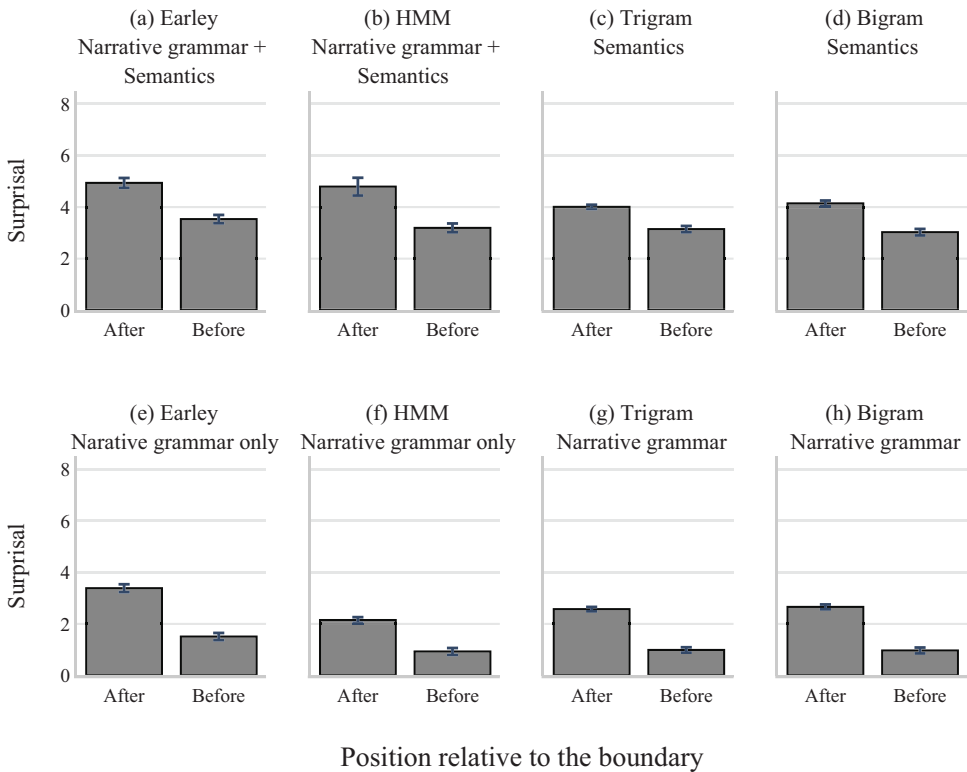 (a) Earley
Narrative grammar +
Semantics
(b) HMM
Narrative grammar +
Semantics
(c) Trigram
Semantics
(d) Bigram
Semantics
Surprisal
8
6
4
2
0
After
Before
After
Before
After
Before
After
Before
(e) Earley
Narrative grammar only
(f) HMM
Narrative grammar only
(g) Trigram
Narrative grammar
(h) Bigram
Narrative grammar
Surprisal
8
6
4
2
0
After
Before
After
Before
After
Before
After
Before
Position relative to the boundary